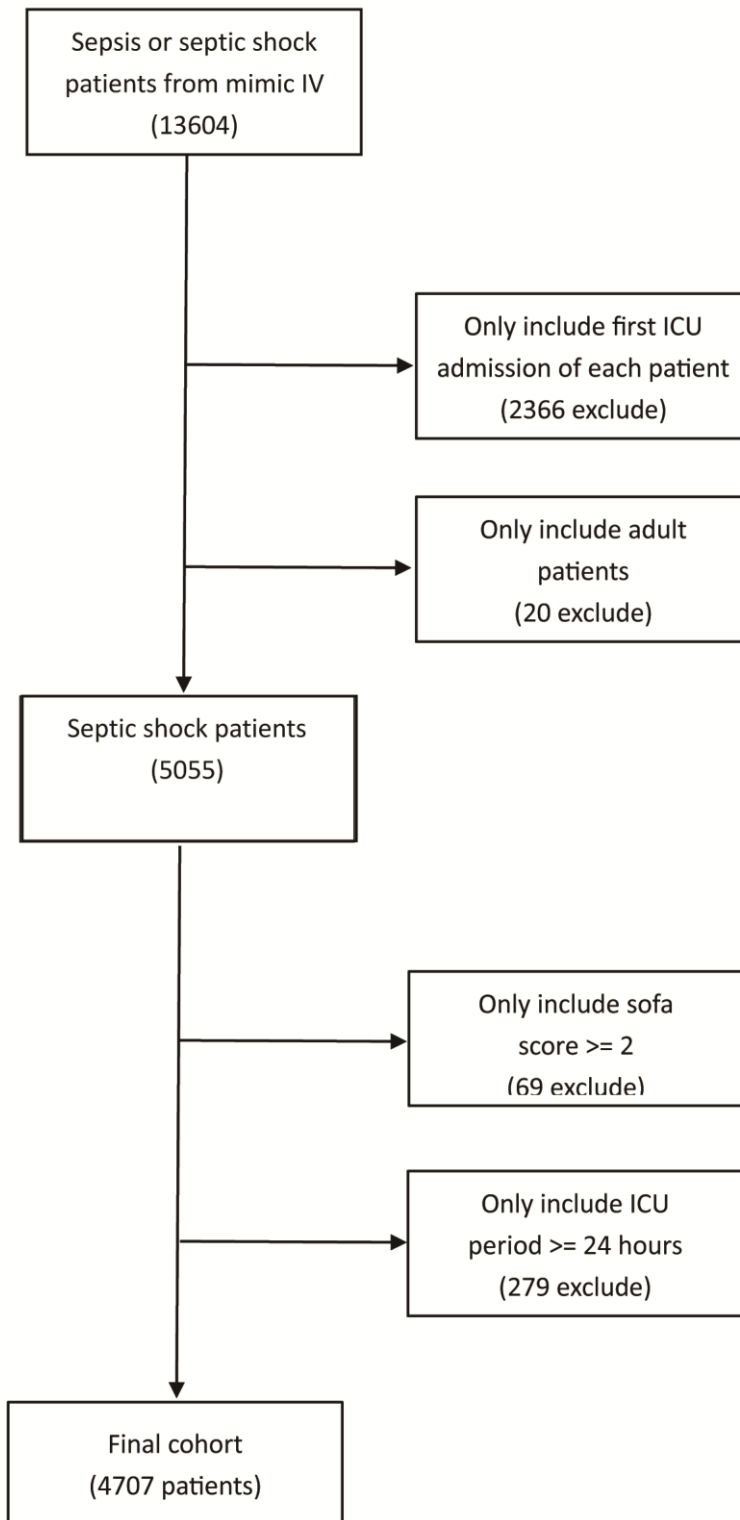 Sepsis or septic shock
patients from mimic IV
(13604)
Only include first ICU
admission of each patient
(2366 exclude)
Only include adult
patients
(20 exclude)
Septic shock patients
(5055)
Only include sofa
score >= 2
(69 exclude)
Only include ICU
period >= 24 hours
(279 exclude)
Final cohort
(4707 patients)